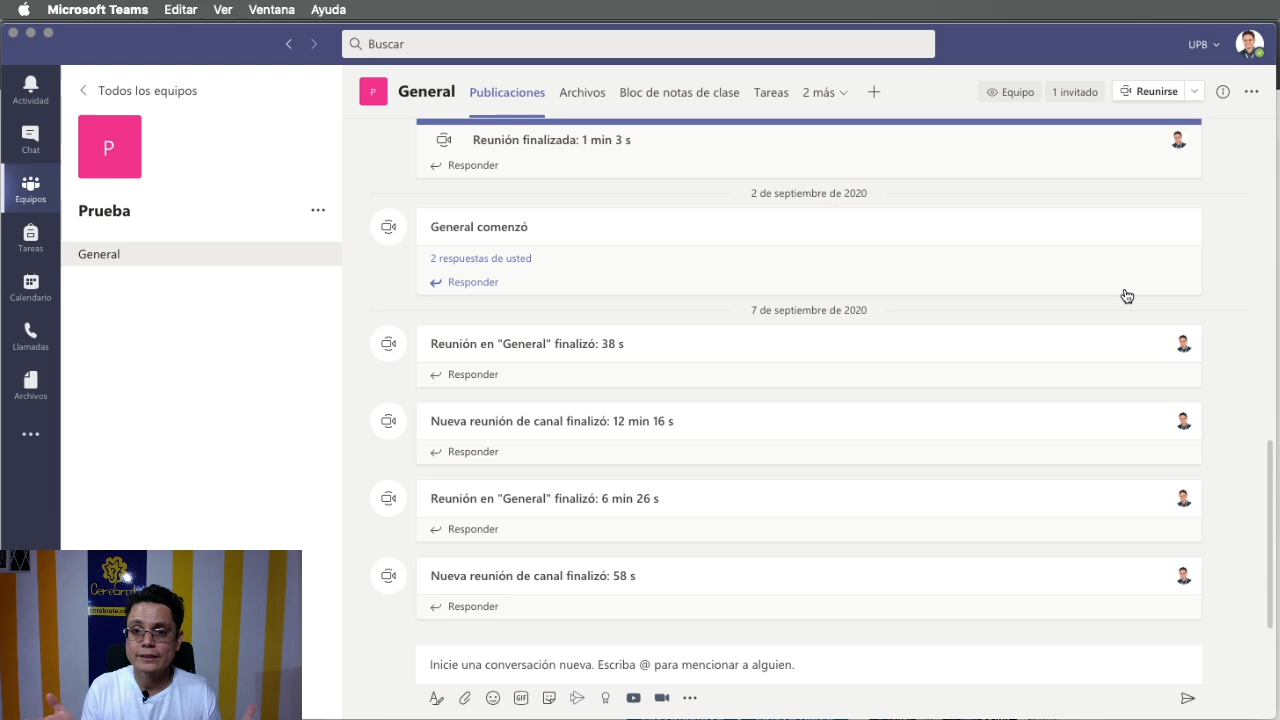 Microsoft Teams Editar Ver Ventana Ayuda
Buscar
UPB
Actividad
Chat
Equipos
Tareas
Calendario
Llamadas
Archivos
Todos los equipos
P
Prueba
General
P General Publicaciones Archivos Bloc de notas de clase Tareas 2 más
Equipo 1 invitado Reunirse
Reunión finalizada: 1 min 3 s
Responder
2 de septiembre de 2020
General comenzó
2 respuestas de usted
Responder
7 de septiembre de 2020
Reunión en "General" finalizó: 38 s
Responder
Nueva reunión de canal finalizó: 12 min 16 s
Responder
Reunión en "General" finalizó: 6 min 26 s
Responder
Nueva reunión de canal finalizó: 58 s
Responder
Inicie una conversación nueva. Escriba @ para mencionar a alguien.
GIF